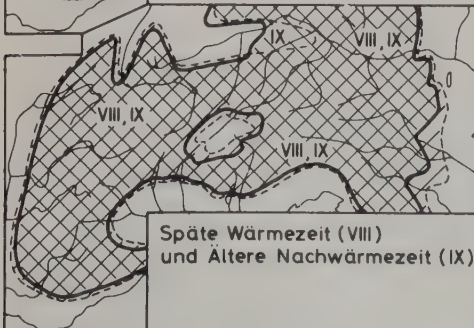 IX
VIII, IX
VIII, IX
VIII, IX
Späte Wärmezeit (VIII)
und Ältere Nachwärmezeit (IX)